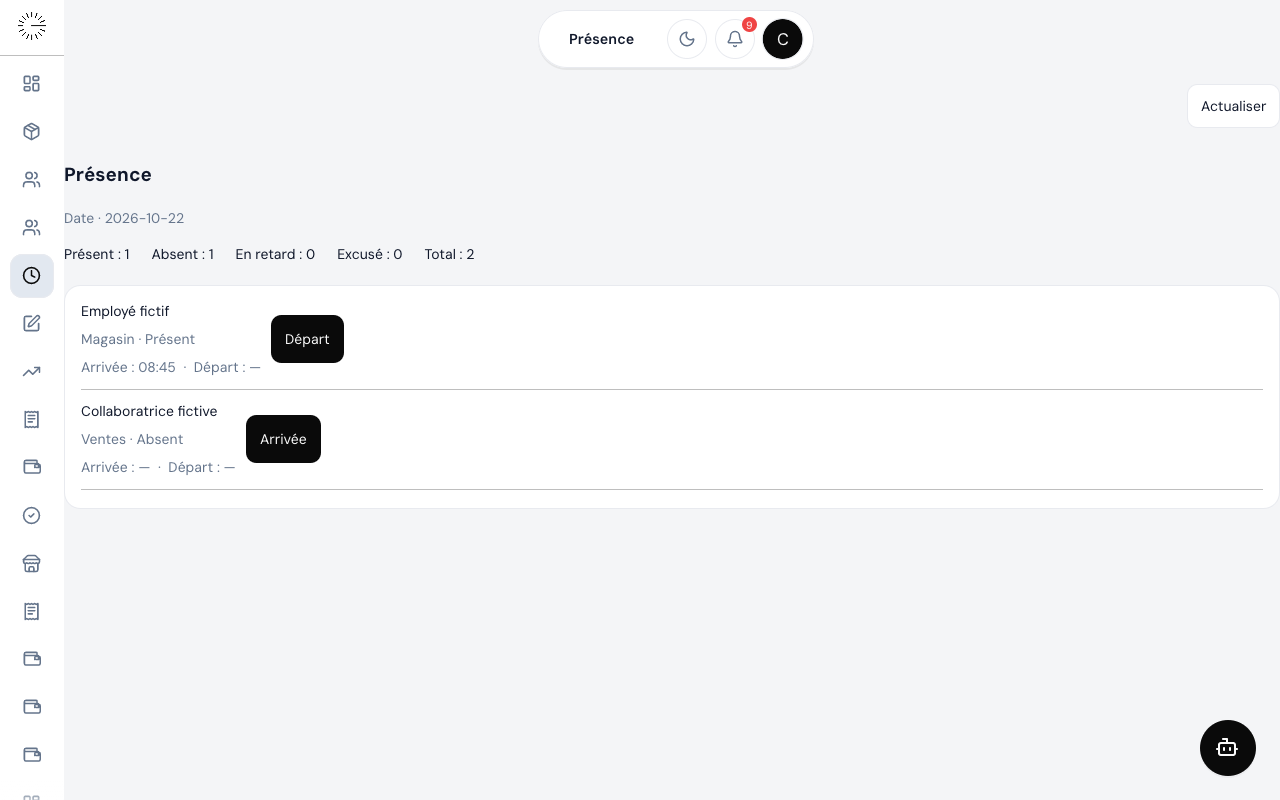 Présence
9
C
Actualiser
Présence
Date · 2026-10-22
Présent : 1 Absent : 1 En retard : 0 Excusé : 0 Total : 2
Employé fictif
Magasin · Présent
Arrivée : 08:45 · Départ : —
Départ
Collaboratrice fictive
Ventes · Absent
Arrivée : — · Départ : —
Arrivée